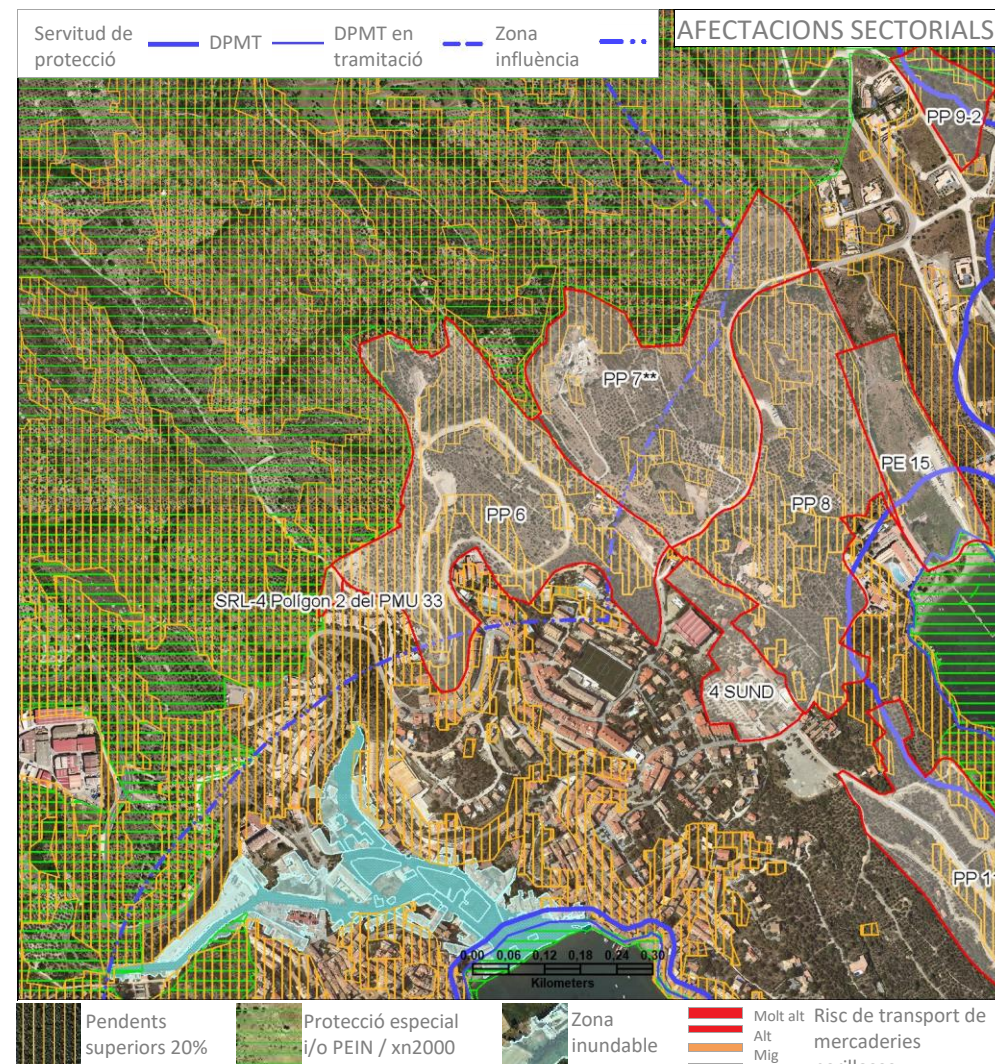 AFECTACIONS SECTORIALS
Servitud de
protecció
DPMT
DPMT en
tramitació
Zona
influència
PP 9-2
PP 7**
PE 15
PP 8
PP 6
SRL-4 Polígon 2 del PMU 33
4 SUND
PP 1
0,00 0,06 0,12 0,18 0,24 0,30
Kilometers
Pendents
superiors 20%
Protecció especial
i/o PEIN / xn2000
Zona
inundable
Molt alt
Alt
Mig
Risc de transport de
mercaderies